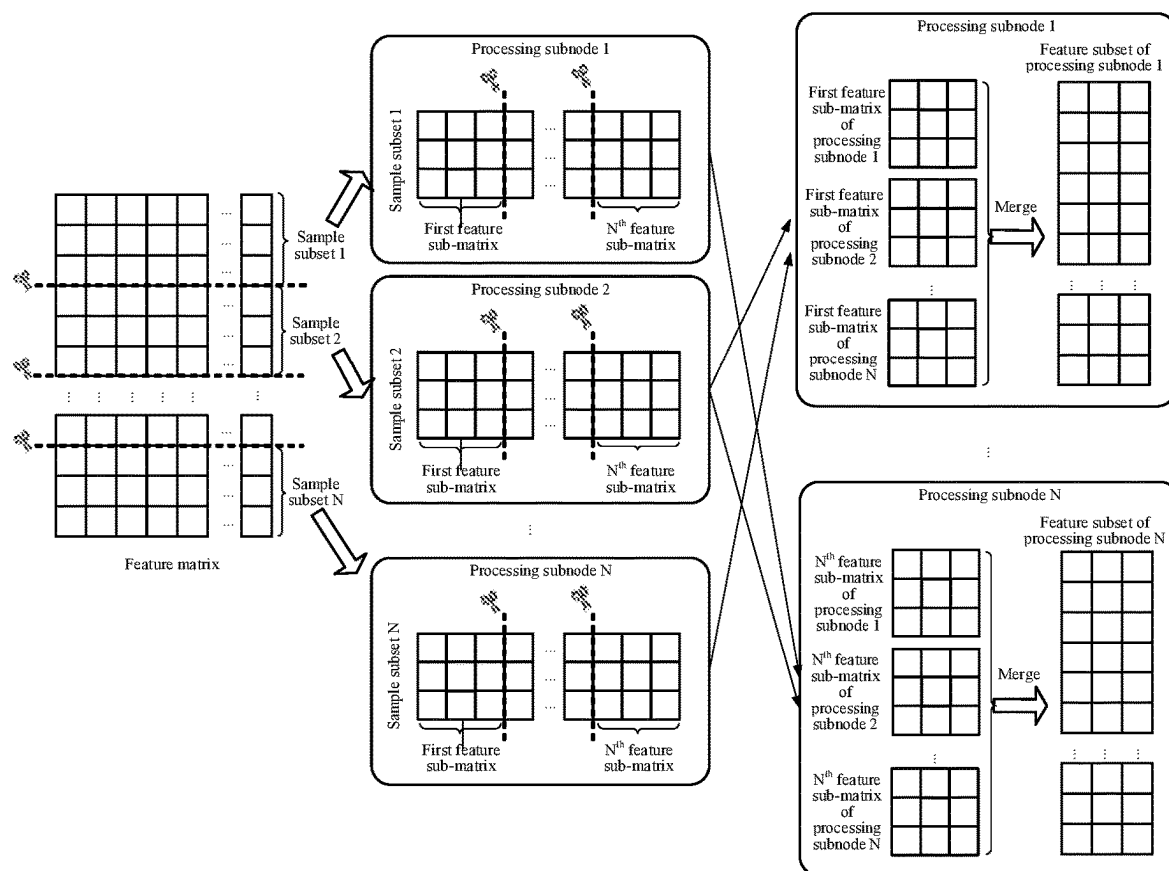 Sample
subset 1
Sample
subset 2
Sample
subset N
Feature matrix
Processing subnode 1
Sample subset 1
First feature
sub-matrix
Nth feature
sub-matrix
Processing subnode 2
Sample subset 2
First feature
sub-matrix
Nth feature
sub-matrix
Processing subnode N
Sample subset N
First feature
sub-matrix
Nth feature
sub-matrix
Processing subnode 1
Feature subset of
processing subnode 1
First feature
sub-matrix
of
processing
subnode 1
First feature
sub-matrix
of
processing
subnode 2
First feature
sub-matrix
of
processing
subnode N
Merge
Processing subnode N
Feature subset of
processing subnode N
Nth feature
sub-matrix
of
processing
subnode 1
Nth feature
sub-matrix
of
processing
subnode 2
Nth feature
sub-matrix
of
processing
subnode N
Merge